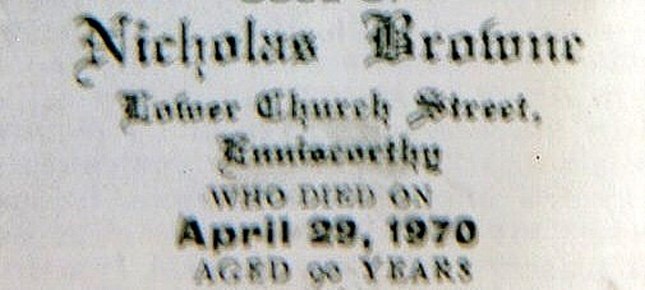 Nicholas Browne
Lower Church Street,
Enniscorthy
WHO DIED ON
April 29, 1970
AGED 90 YEARS